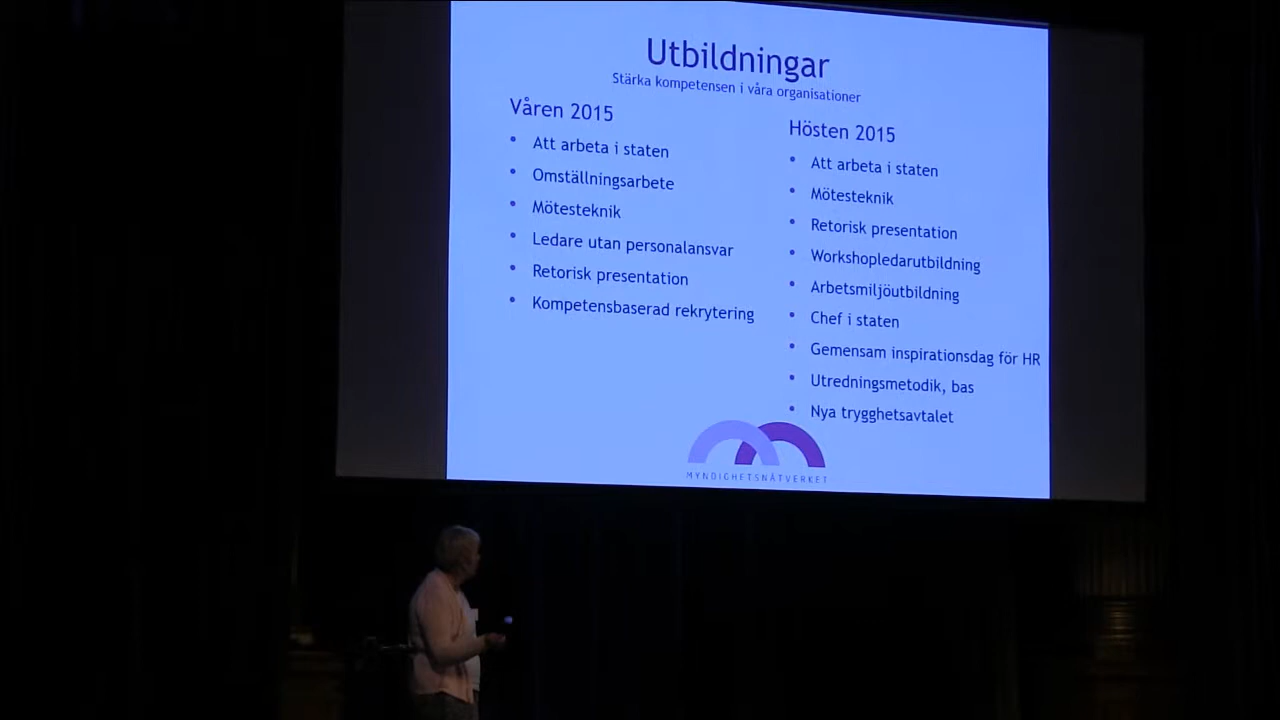 Utbildningar
Stärka kompetensen i våra organisationer
Våren 2015
• Att arbeta i staten
• Omställningsarbete
• Mötesteknik
• Ledare utan personalansvar
• Retorisk presentation
• Kompetensbaserad rekrytering
Hösten 2015
• Att arbeta i staten
• Mötesteknik
• Retorisk presentation
• Workshopledarutbildning
• Arbetsmiljöutbildning
• Chef i staten
• Gemensam inspirationsdag för HR
• Utredningsmetodik, bas
• Nya trygghetsavtalet
MYNDIGHETSNÄTVERKET